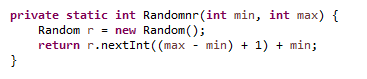 private static int Randomnr(int min, int max) {
    Random r = new Random();
    return r.nextInt((max - min) + 1) + min;
}